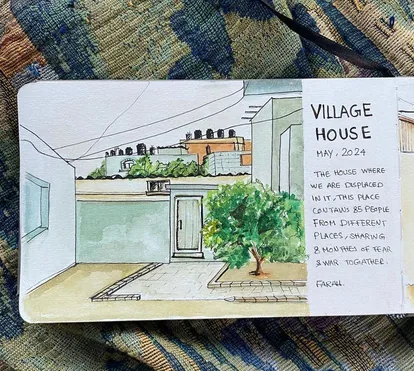 VILLAGE
HOUSE
MAY, 2024
THE HOUSE WHERE
WE ARE DISPLACED
IN IT, THIS PLACE
CONTAINS 85 PEOPLE
FROM DIFFERENT
PLACES, SHARING
8 MONTHES OF FEAR
& WAR TOGATHER.
FARAH.